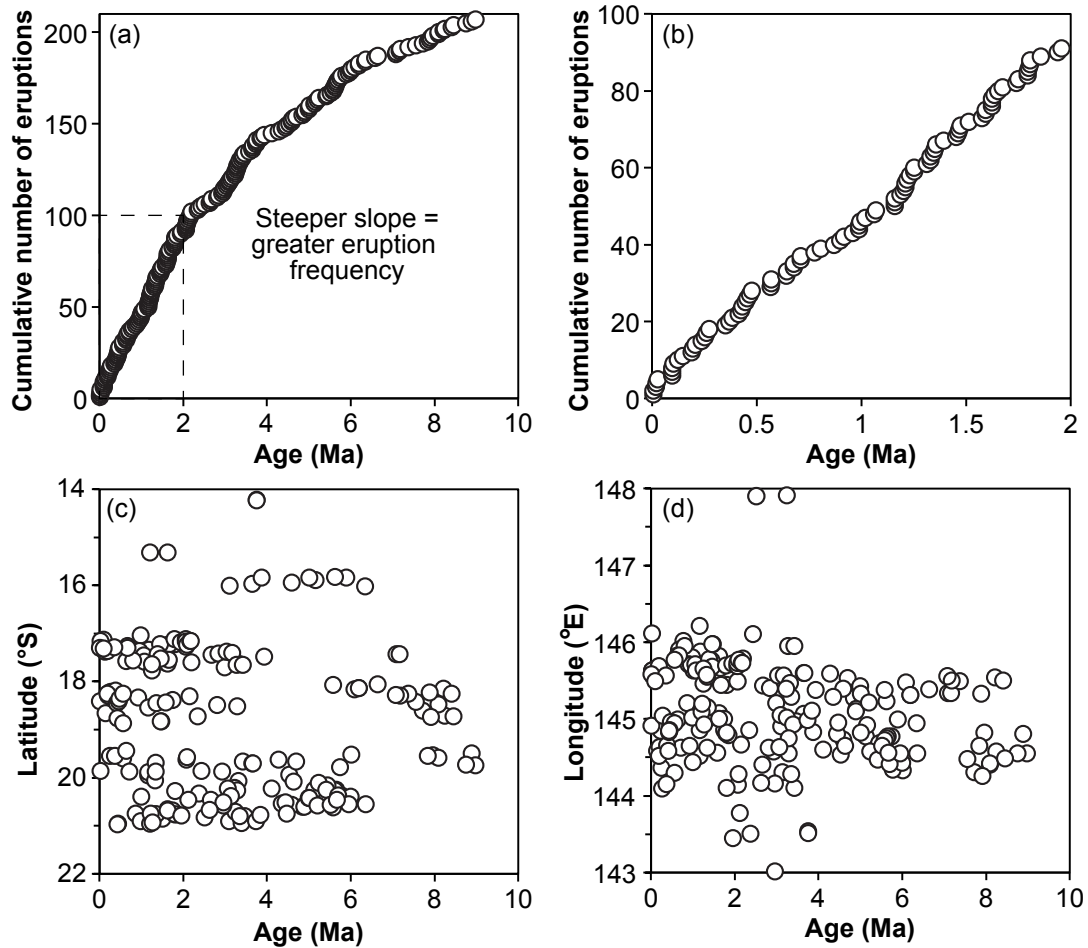 (a)
Cumulative number of eruptions
200
150
100
50
0
Steeper slope =
greater eruption
frequency
0 2 4 6 8 10
Age (Ma)
(b)
Cumulative number of eruptions
100
80
60
40
20
0
0 0.5 1 1.5 2
Age (Ma)
(c)
Latitude (°S)
14
16
18
20
22
0 2 4 6 8 10
Age (Ma)
(d)
Longitude (°E)
148
147
146
145
144
143
0 2 4 6 8 10
Age (Ma)